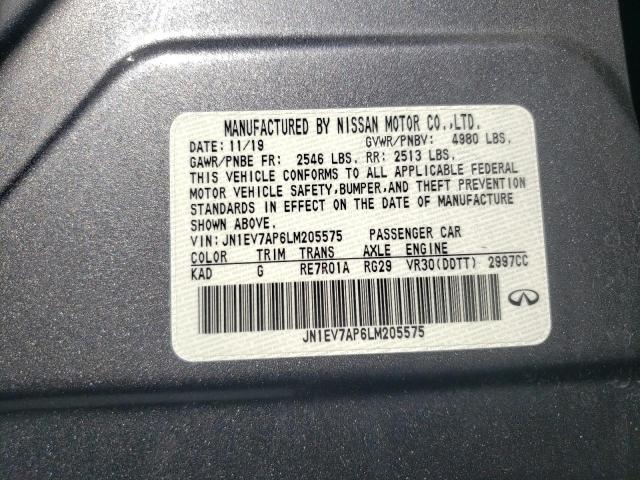 MANUFACTURED BY NISSAN MOTOR CO.,LTD.
DATE: 11/19 GVWR/PNBV: 4980 LBS.
GAWR/PNBE FR: 2546 LBS. RR: 2513 LBS.
THIS VEHICLE CONFORMS TO ALL APPLICABLE FEDERAL
MOTOR VEHICLE SAFETY,BUMPER,AND THEFT PREVENTION
STANDARDS IN EFFECT ON THE DATE OF MANUFACTURE
SHOWN ABOVE.
VIN: JN1EV7AP6LM205575 PASSENGER CAR
COLOR TRIM TRANS AXLE ENGINE
KAD G RE7R01A RG29 VR30(DDTT) 2997CC
JN1EV7AP6LM205575